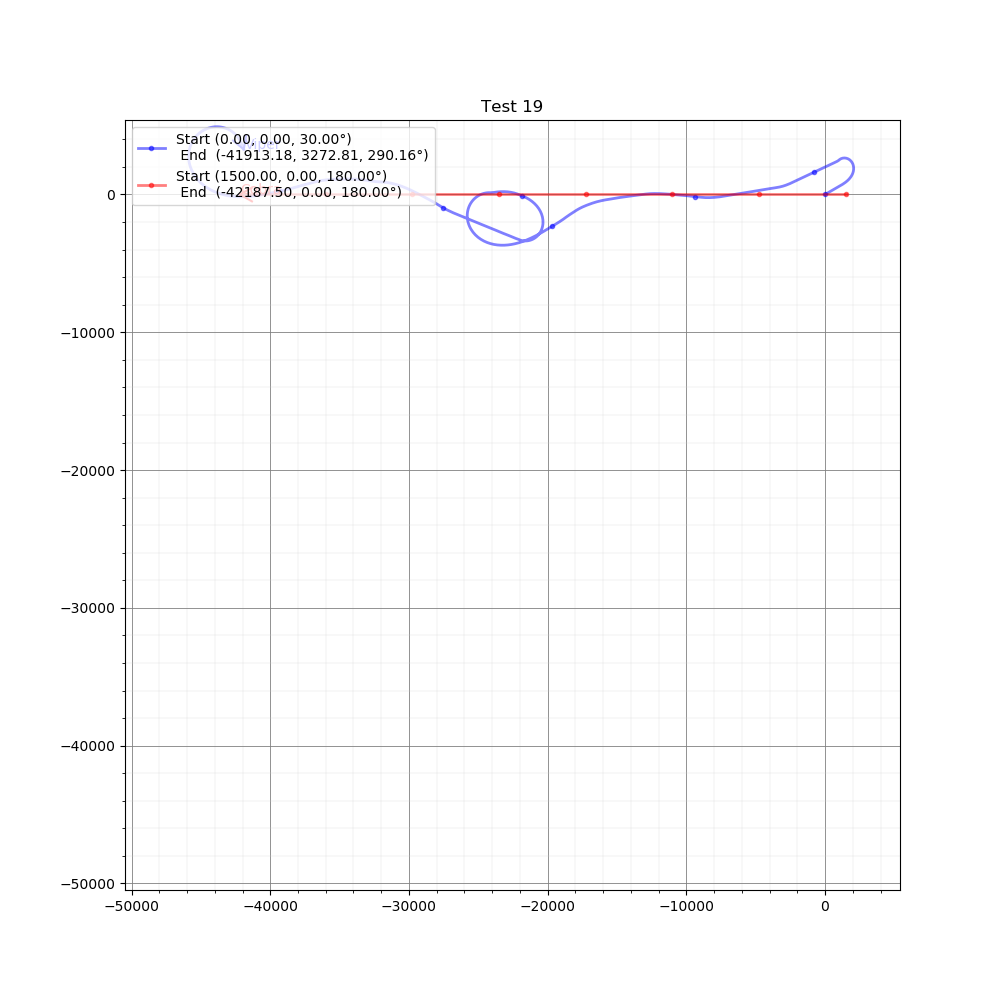 Test 19
Start (0.00, 0.00, 30.00°)
End (-41913.18, 3272.81, 290.16°)
Start (1500.00, 0.00, 180.00°)
End (-42187.50, 0.00, 180.00°)
0
−10000
−20000
−30000
−40000
−50000
−50000 −40000 −30000 −20000 −10000 0